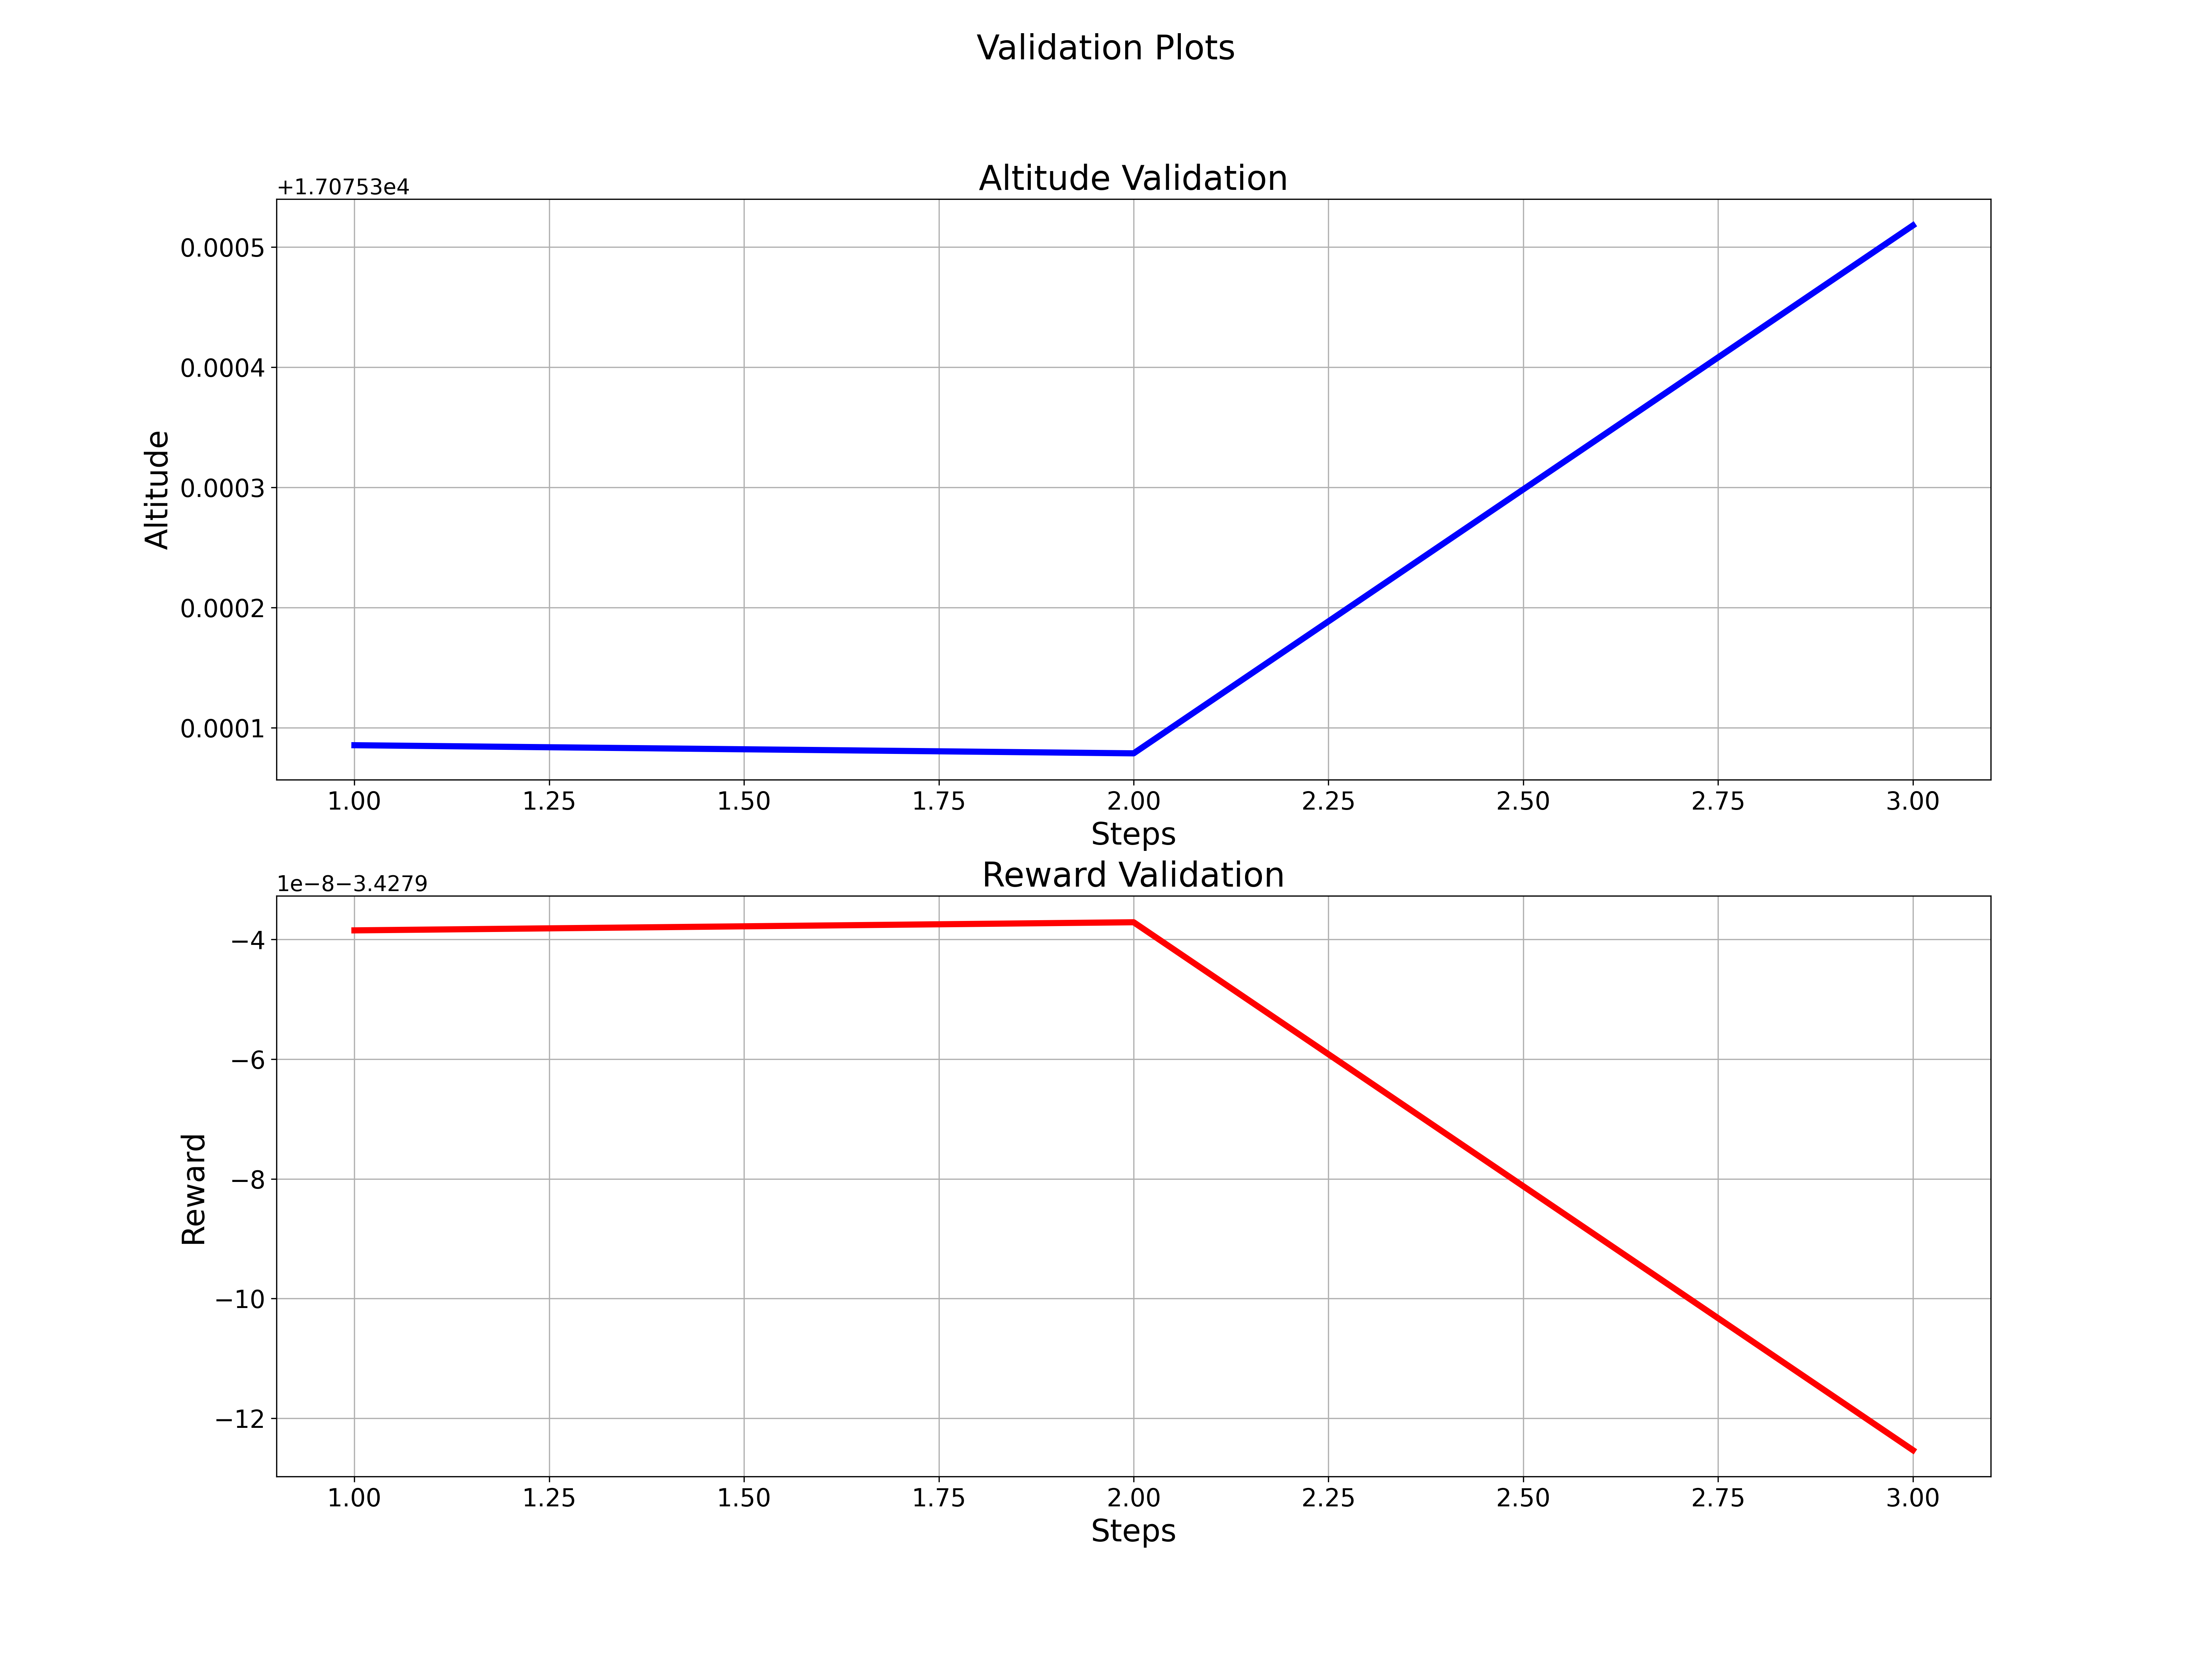 Validation Plots
Altitude Validation
+1.70753e4
0.0005
0.0004
0.0003
0.0002
0.0001
Altitude
1.00 1.25 1.50 1.75 2.00 2.25 2.50 2.75 3.00
Steps
Reward Validation
1e−8−3.4279
−4
−6
−8
−10
−12
Reward
1.00 1.25 1.50 1.75 2.00 2.25 2.50 2.75 3.00
Steps